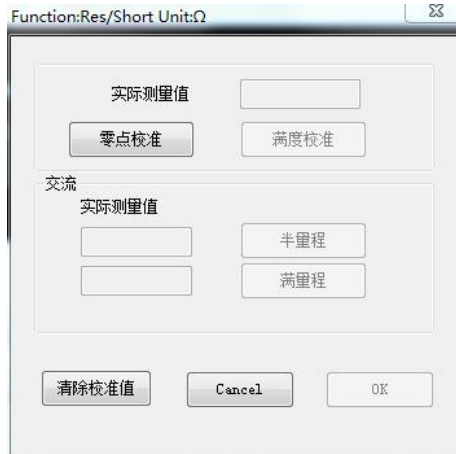 Function:Res/Short Unit:Ω
实际测量值
零点校准 满度校准
交流
实际测量值
半量程
满量程
清除校准值 Cancel OK